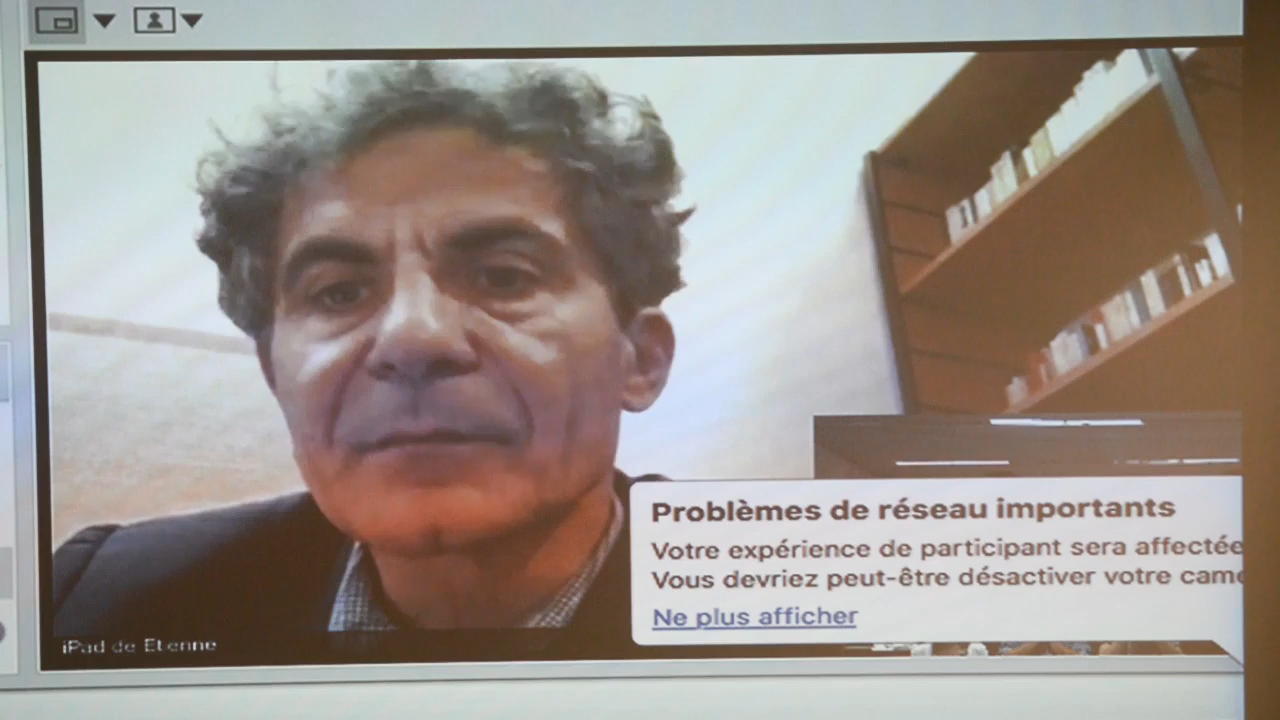 Problèmes de réseau importants
Votre expérience de participant sera affectée
Vous devriez peut-être désactiver votre came
Ne plus afficher
iPad de Etienne